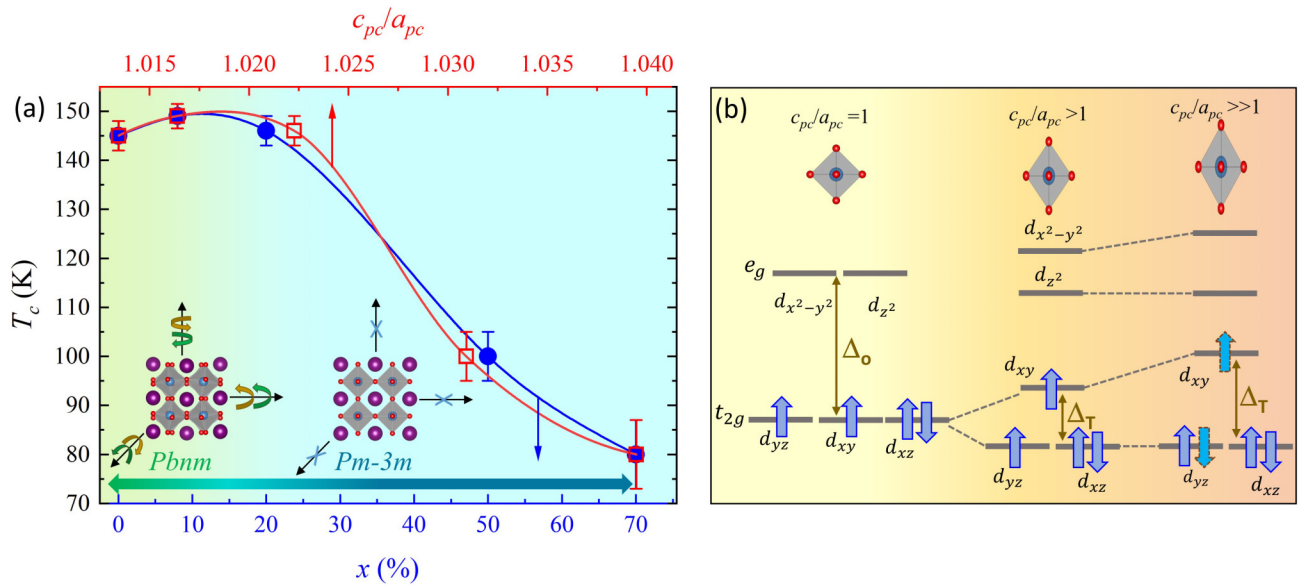 c_pc/a_pc
1.015 1.020 1.025 1.030 1.035 1.040
(a)
150
140
130
120
110
100
90
80
70
T_c (K)
Pbnm
Pm-3m
0 10 20 30 40 50 60 70
x (%)
(b)
c_pc/a_pc =1
c_pc/a_pc >1
c_pc/a_pc >>1
d_x²−y²
d_z²
e_g
d_x²−y²
d_z²
Δ_o
d_xy
d_xy
Δ_T
Δ_T
t_2g
d_yz
d_xy
d_xz
d_yz
d_xz
d_yz
d_xz